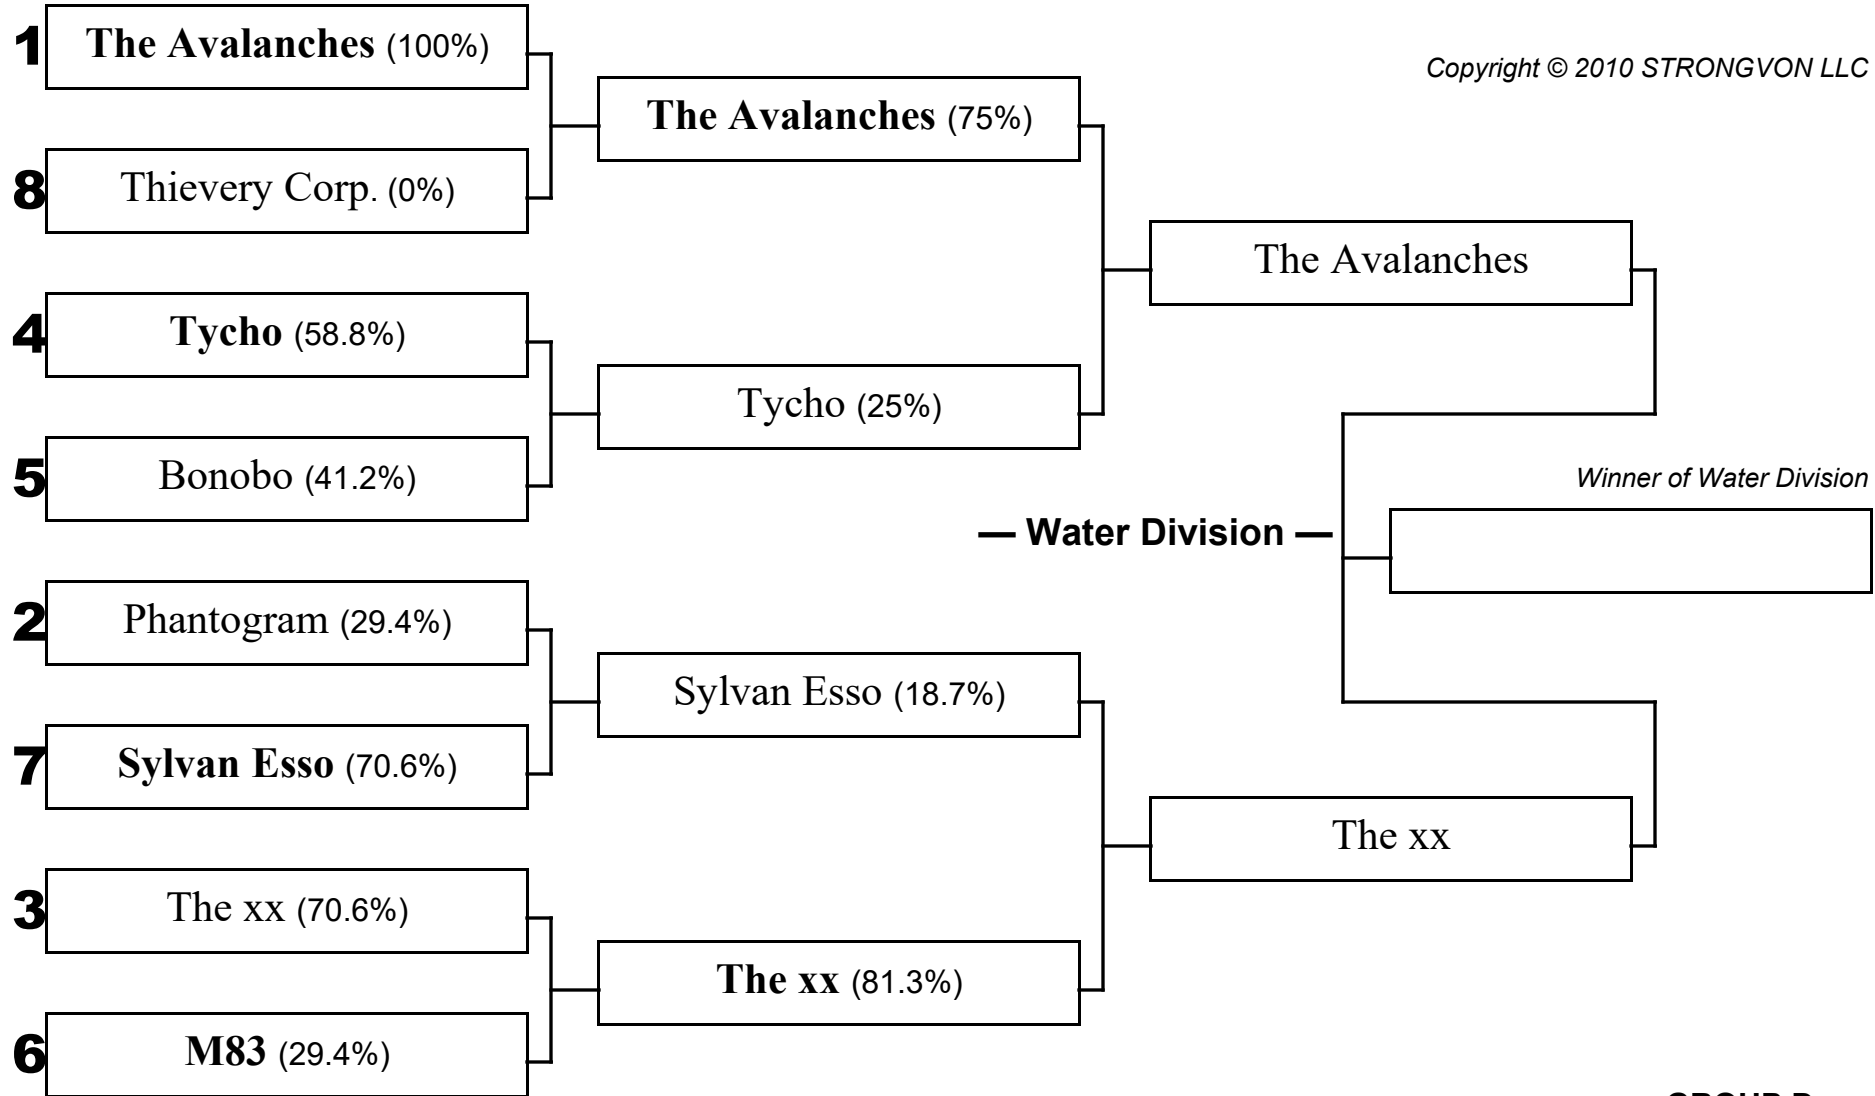 1 The Avalanches (100%)
Copyright © 2010 STRONGVON LLC
The Avalanches (75%)
8 Thievery Corp. (0%)
The Avalanches
4 Tycho (58.8%)
Tycho (25%)
5 Bonobo (41.2%)
Winner of Water Division
— Water Division —
2 Phantogram (29.4%)
Sylvan Esso (18.7%)
7 Sylvan Esso (70.6%)
The xx
3 The xx (70.6%)
The xx (81.3%)
6 M83 (29.4%)